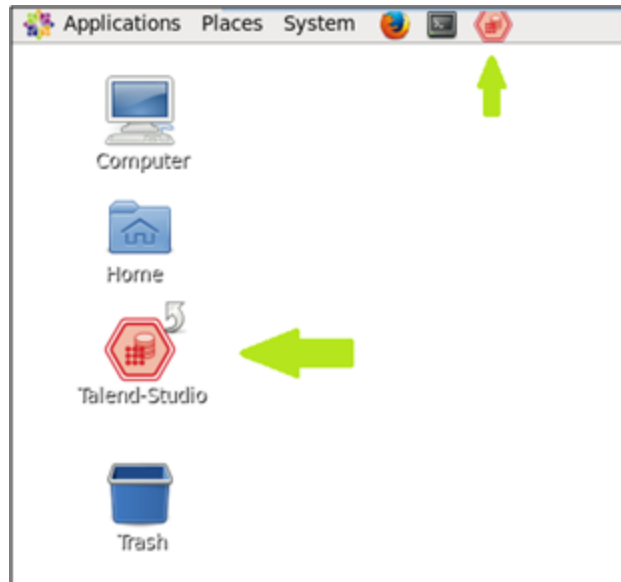 Applications Places System
Computer
Home
Talend-Studio
Trash